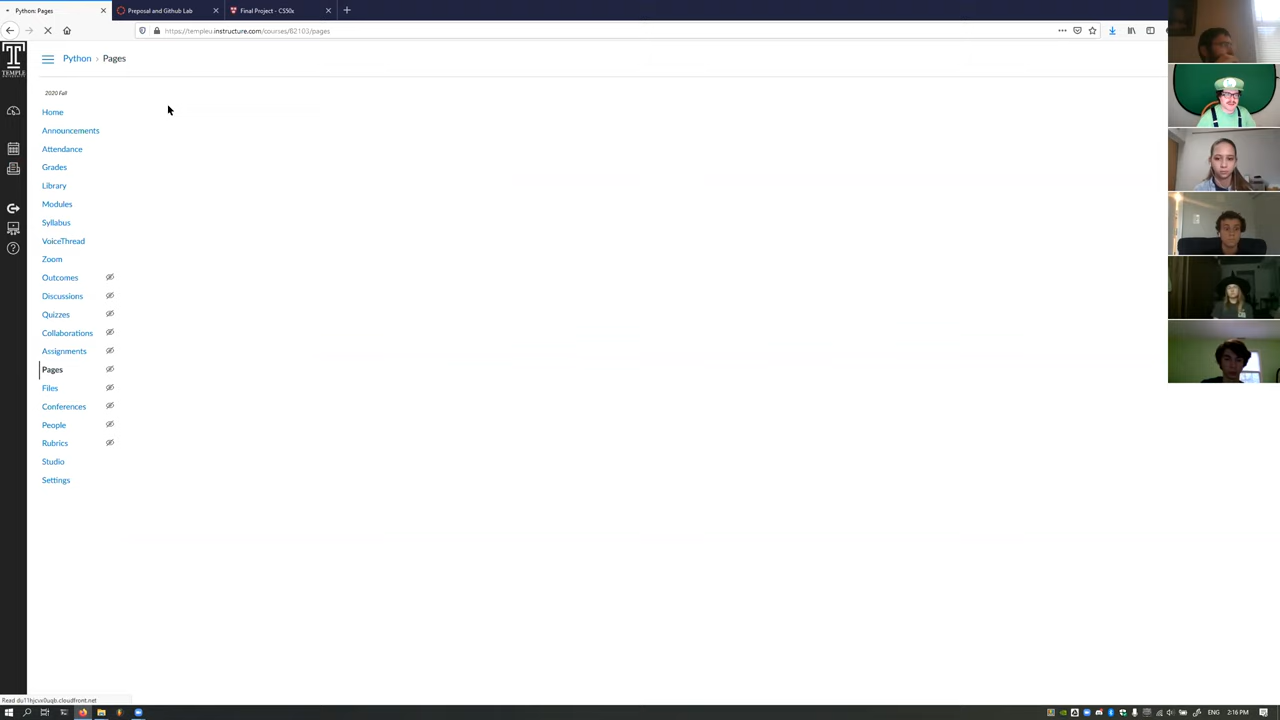 Python: Pages
Preposal and Github Lab
Final Project - CS50x
https://templeu.instructure.com/courses/62103/pages
TEMPLE
Python > Pages
2020 Fall
Home
Announcements
Attendance
Grades
Library
Modules
Syllabus
VoiceThread
Zoom
Outcomes
Discussions
Quizzes
Collaborations
Assignments
Pages
Files
Conferences
People
Rubrics
Studio
Settings
ENG
2:16 PM